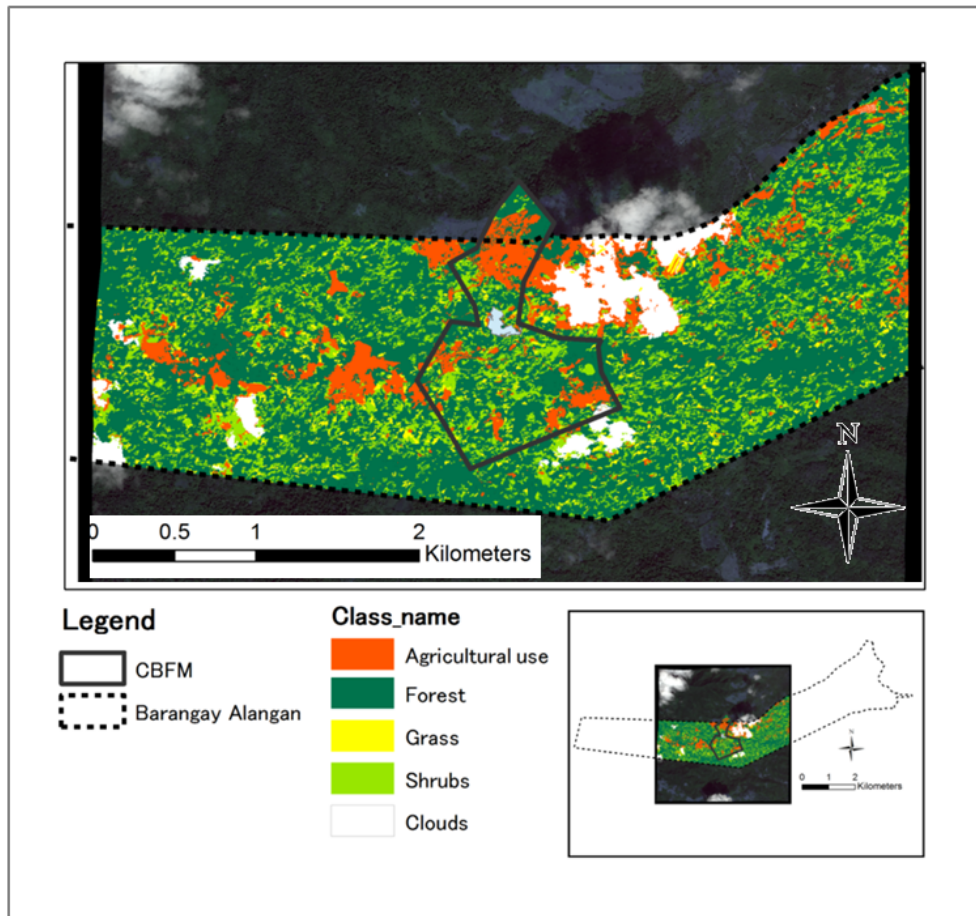 N
0 0.5 1 2
Kilometers
Legend
CBFM
Barangay Alangan
Class_name
Agricultural use
Forest
Grass
Shrubs
Clouds
N
0 1 2
Kilometers